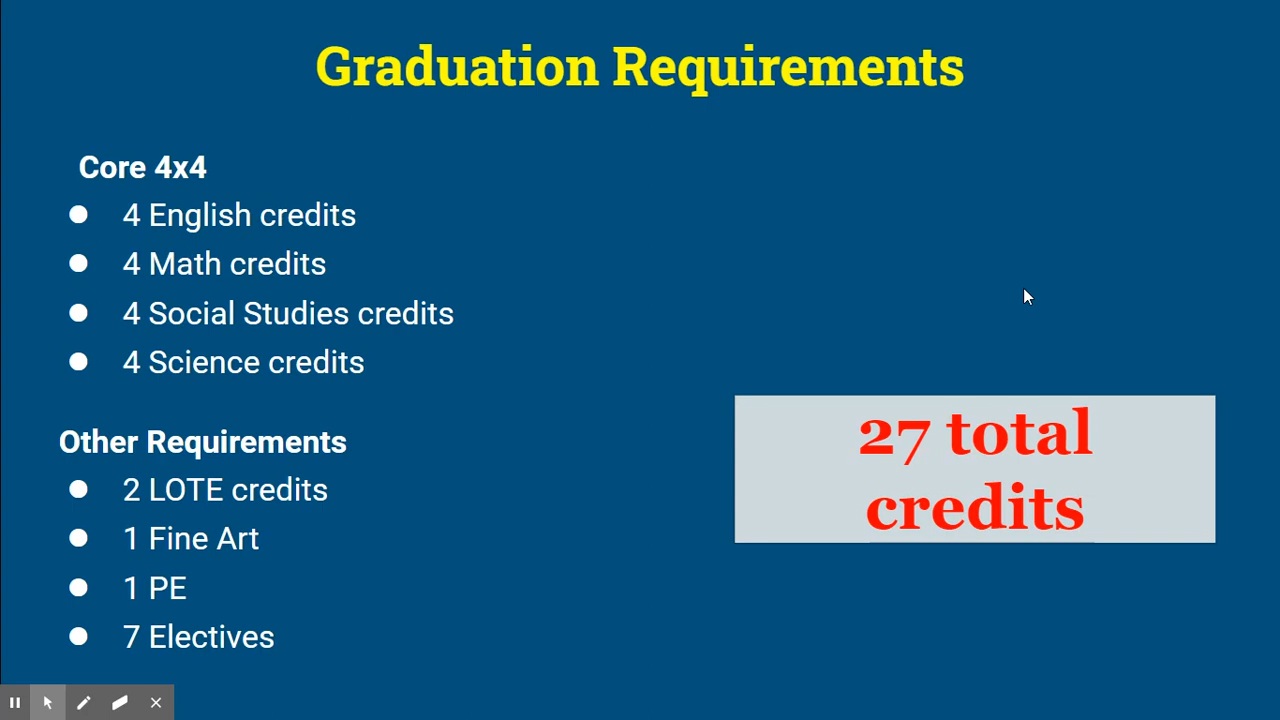 Graduation Requirements
Core 4x4
4 English credits
4 Math credits
4 Social Studies credits
4 Science credits
Other Requirements
2 LOTE credits
1 Fine Art
1 PE
7 Electives
27 total
credits